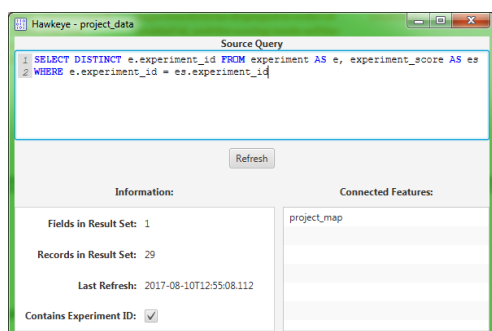 Hawkeye - project_data
Source Query
1 SELECT DISTINCT e.experiment_id FROM experiment AS e, experiment_score AS es
2 WHERE e.experiment_id = es.experiment_id
Refresh
Information:
Connected Features:
Fields in Result Set: 1
project_map
Records in Result Set: 29
Last Refresh: 2017-08-10T12:55:08.112
Contains Experiment ID: